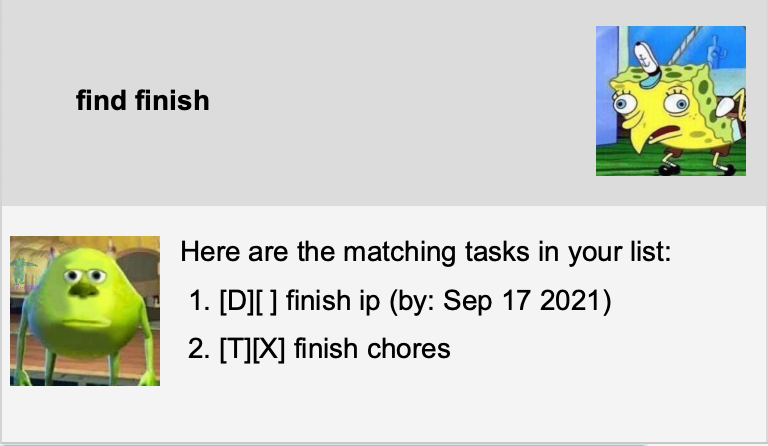 find finish
Here are the matching tasks in your list:
1. [D][ ] finish ip (by: Sep 17 2021)
2. [T][X] finish chores